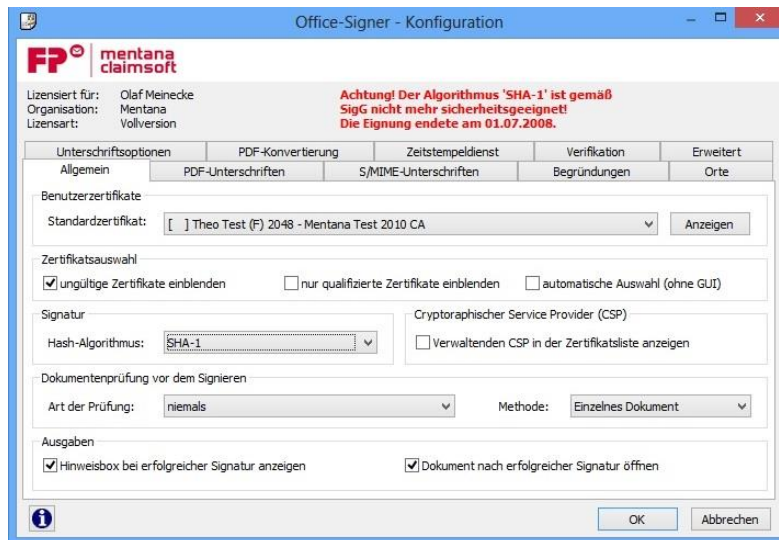 Office-Signer - Konfiguration
FP mentana
claimsoft
Lizensiert für: Olaf Meinecke
Organisation: Mentana
Lizensart: Vollversion
Achtung! Der Algorithmus 'SHA-1' ist gemäß
SigG nicht mehr sicherheitsgeeignet!
Die Eignung endete am 01.07.2008.
Unterschriftsoptionen PDF-Konvertierung Zeitstempeldienst Verifikation Erweitert
Allgemein PDF-Unterschriften S/MIME-Unterschriften Begründungen Orte
Benutzerzertifikate
Standardzertifikat: [ ] Theo Test (F) 2048 - Mentana Test 2010 CA Anzeigen
Zertifikatsauswahl
ungültige Zertifikate einblenden nur qualifizierte Zertifikate einblenden automatische Auswahl (ohne GUI)
Signatur Cryptoraphischer Service Provider (CSP)
Hash-Algorithmus: SHA-1 Verwaltenden CSP in der Zertifikatsliste anzeigen
Dokumentenprüfung vor dem Signieren
Art der Prüfung: niemals Methode: Einzelnes Dokument
Ausgaben
Hinweisbox bei erfolgreicher Signatur anzeigen Dokument nach erfolgreicher Signatur öffnen
OK Abbrechen